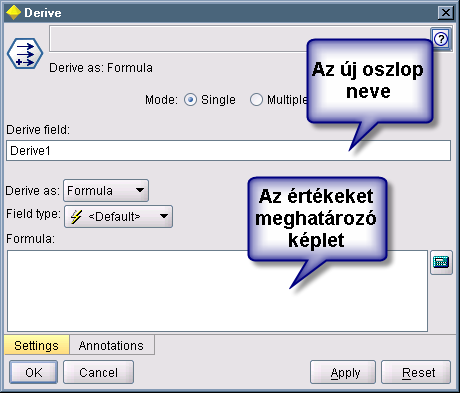 Derive
?
Derive as: Formula
Az új oszlop
neve
Mode: Single Multiple
Derive field:
Derive1
Derive as: Formula
Field type: <Default>
Az értékeket
meghatározó
képlet
Formula:
Settings Annotations
OK Cancel Apply Reset